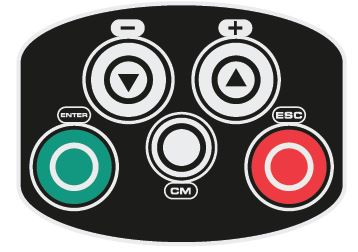 − +
ENTER ESC
CM